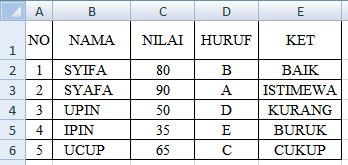 A B C D E
1 NO NAMA NILAI HURUF KET
2 1 SYIFA 80 B BAIK
3 2 SYAFA 90 A ISTIMEWA
4 3 UPIN 50 D KURANG
5 4 IPIN 35 E BURUK
6 5 UCUP 65 C CUKUP